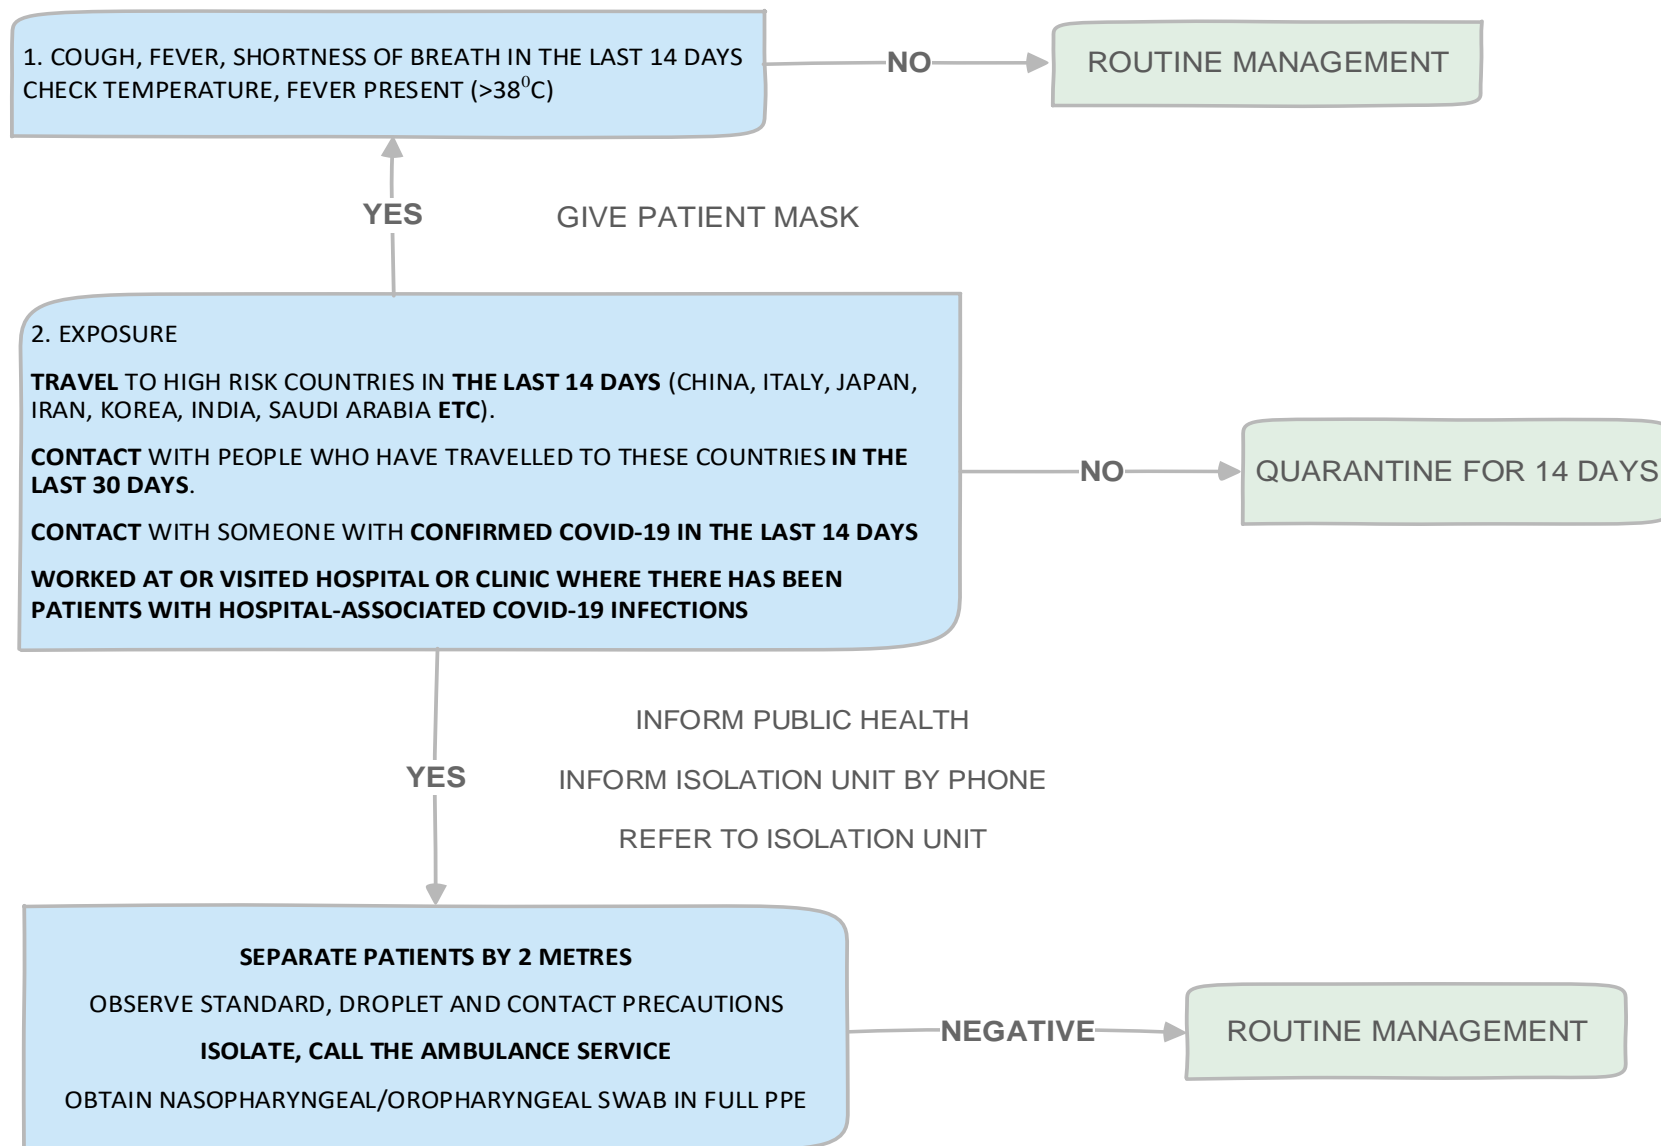 1. COUGH, FEVER, SHORTNESS OF BREATH IN THE LAST 14 DAYS
CHECK TEMPERATURE, FEVER PRESENT (>38⁰C)
NO
ROUTINE MANAGEMENT
YES
GIVE PATIENT MASK
2. EXPOSURE
TRAVEL TO HIGH RISK COUNTRIES IN THE LAST 14 DAYS (CHINA, ITALY, JAPAN,
IRAN, KOREA, INDIA, SAUDI ARABIA ETC).
CONTACT WITH PEOPLE WHO HAVE TRAVELLED TO THESE COUNTRIES IN THE
LAST 30 DAYS.
CONTACT WITH SOMEONE WITH CONFIRMED COVID-19 IN THE LAST 14 DAYS
WORKED AT OR VISITED HOSPITAL OR CLINIC WHERE THERE HAS BEEN
PATIENTS WITH HOSPITAL-ASSOCIATED COVID-19 INFECTIONS
NO
QUARANTINE FOR 14 DAYS
YES
INFORM PUBLIC HEALTH
INFORM ISOLATION UNIT BY PHONE
REFER TO ISOLATION UNIT
SEPARATE PATIENTS BY 2 METRES
OBSERVE STANDARD, DROPLET AND CONTACT PRECAUTIONS
ISOLATE, CALL THE AMBULANCE SERVICE
OBTAIN NASOPHARYNGEAL/OROPHARYNGEAL SWAB IN FULL PPE
NEGATIVE
ROUTINE MANAGEMENT